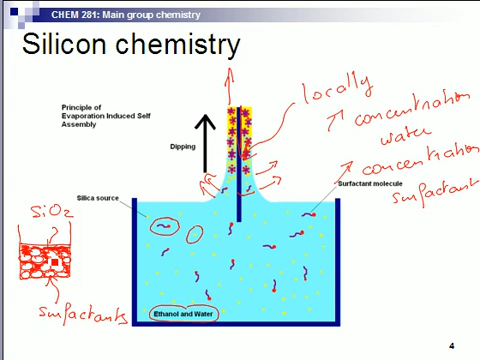 CHEM 281: Main group chemistry
Silicon chemistry
Principle of
Evaporation Induced Self
Assembly
Dipping
locally
↗ concentration
water
↗ concentration
surfactant
Surfactant molecule
Silica source
SiO2
surfactants
Ethanol and Water
4